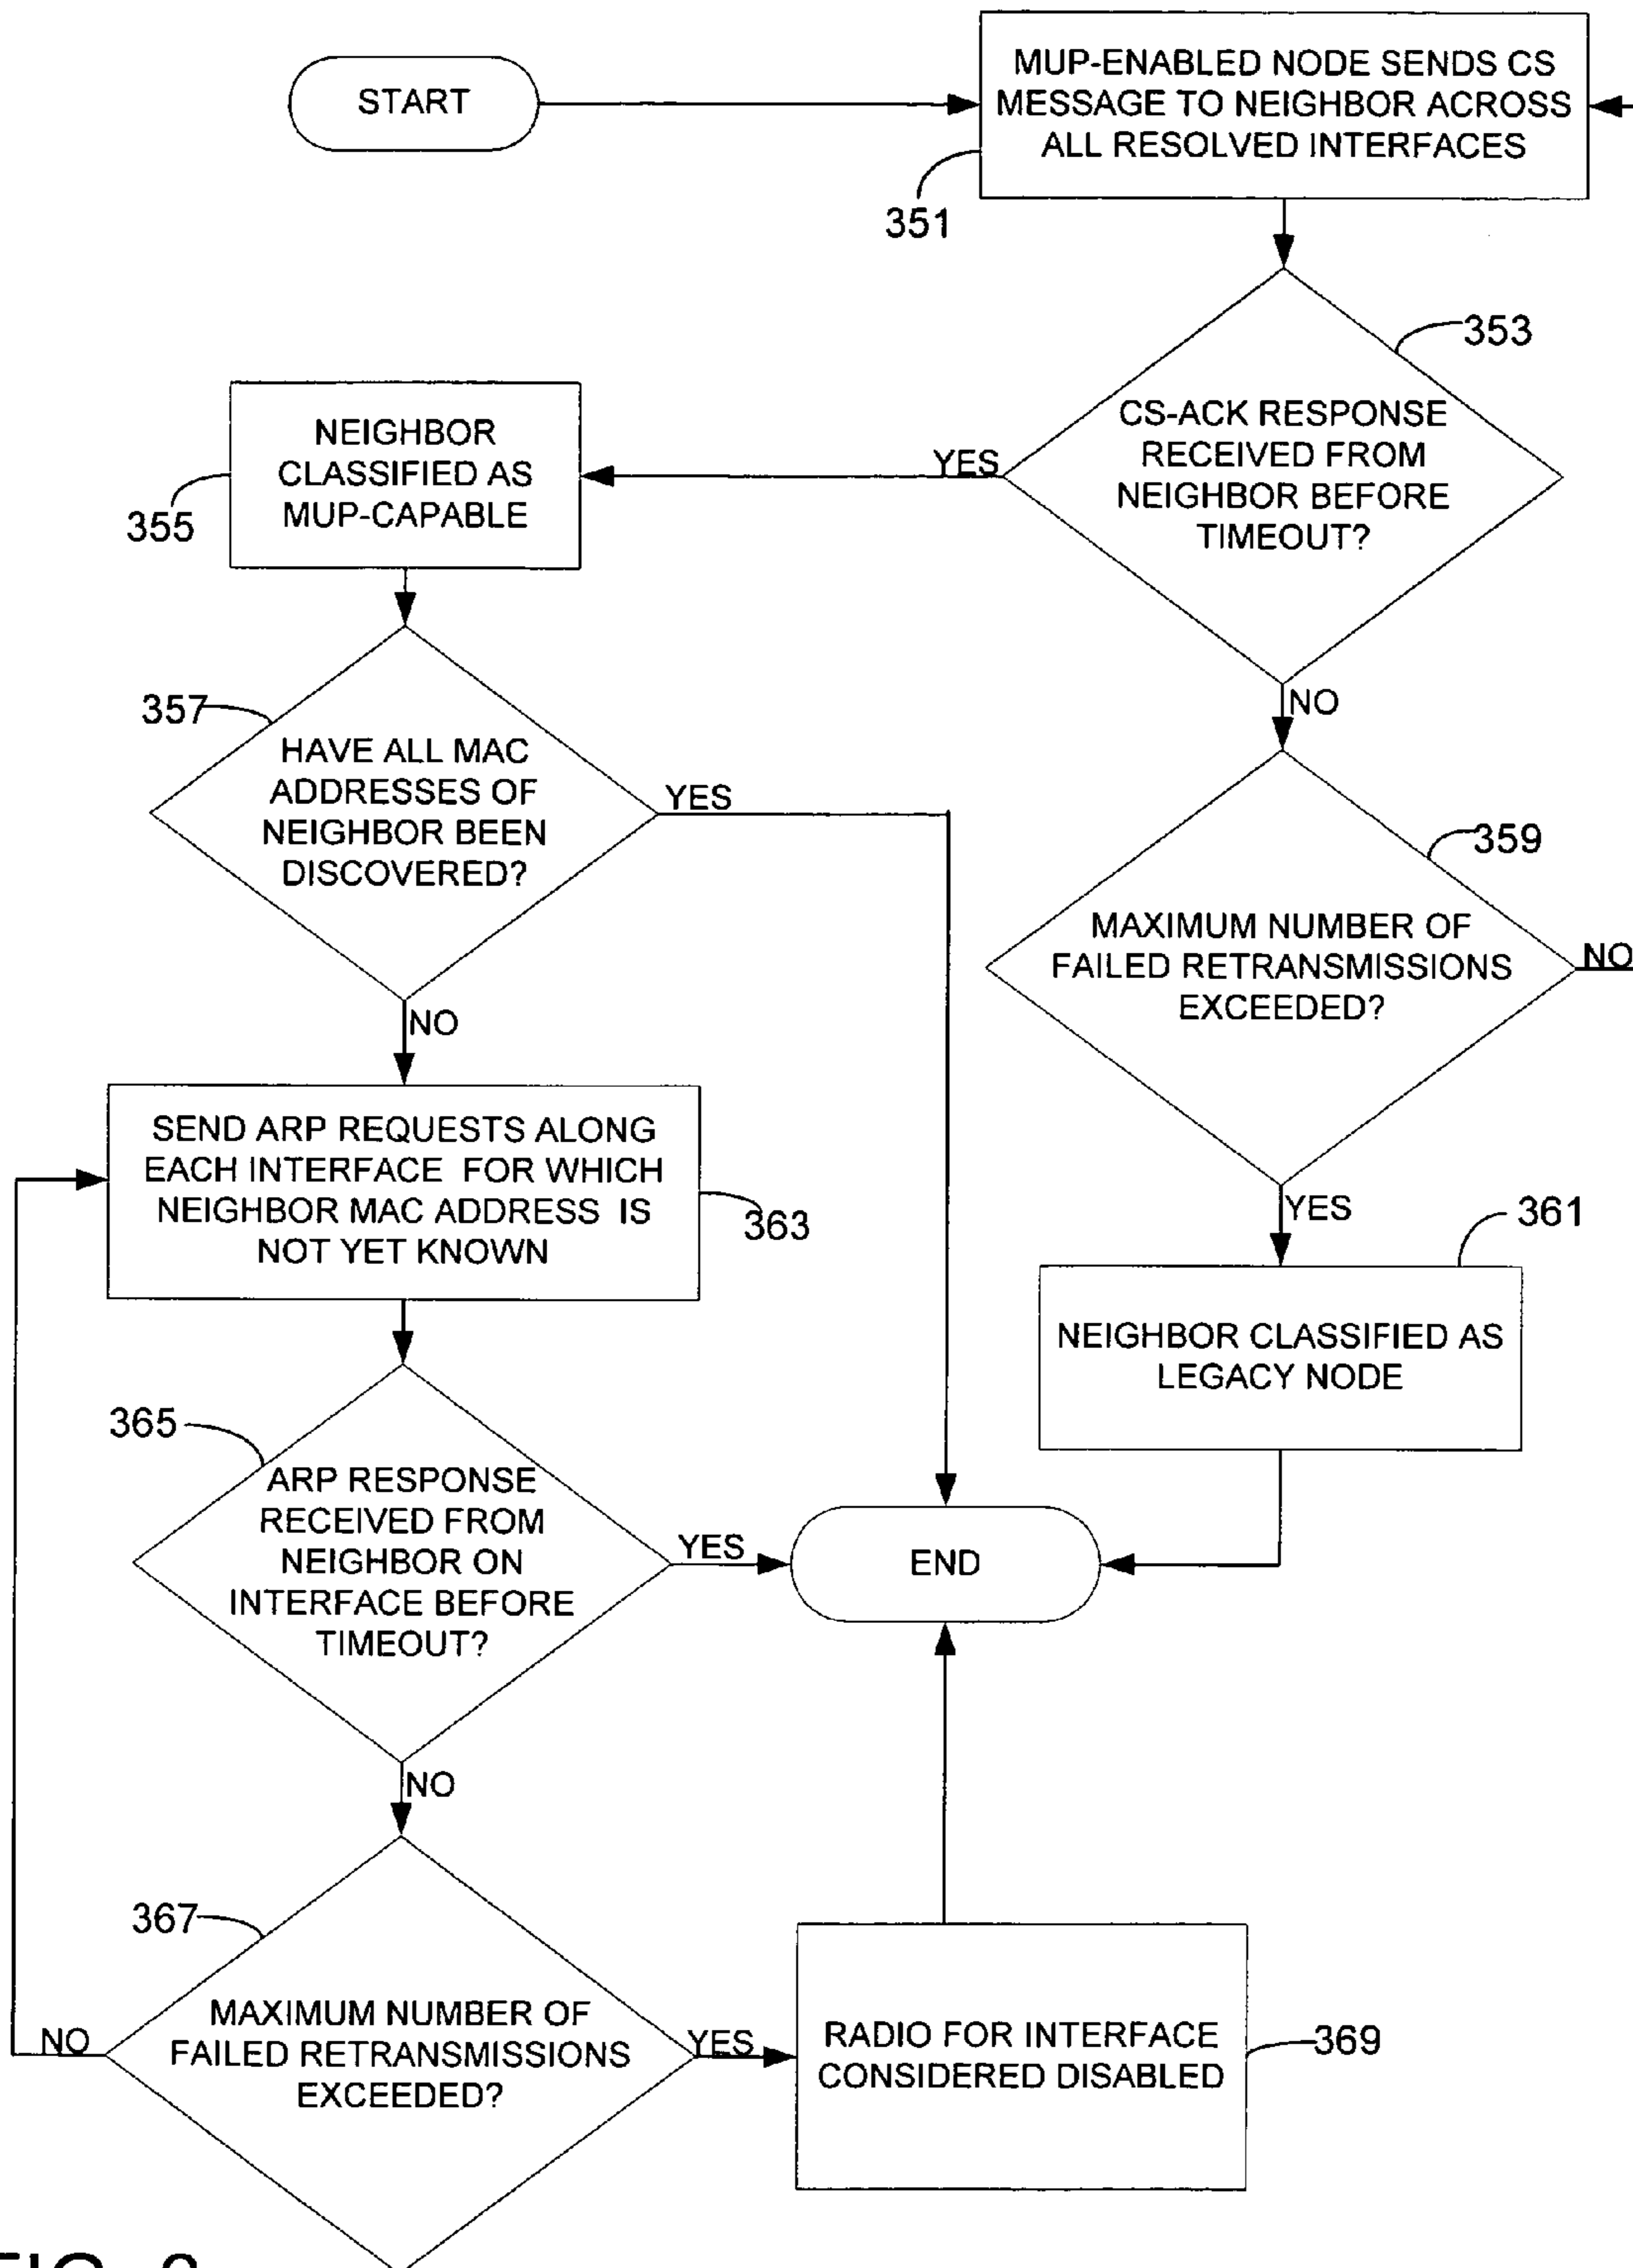 START
MUP-ENABLED NODE SENDS CS
MESSAGE TO NEIGHBOR ACROSS
ALL RESOLVED INTERFACES
351
353
CS-ACK RESPONSE
RECEIVED FROM
NEIGHBOR BEFORE
TIMEOUT?
YES
NEIGHBOR
CLASSIFIED AS
MUP-CAPABLE
355
NO
357
HAVE ALL MAC
ADDRESSES OF
NEIGHBOR BEEN
DISCOVERED?
YES
359
MAXIMUM NUMBER OF
FAILED RETRANSMISSIONS
EXCEEDED?
NO
NO
SEND ARP REQUESTS ALONG
EACH INTERFACE FOR WHICH
NEIGHBOR MAC ADDRESS IS
NOT YET KNOWN
363
YES
361
NEIGHBOR CLASSIFIED AS
LEGACY NODE
365
ARP RESPONSE
RECEIVED FROM
NEIGHBOR ON
INTERFACE BEFORE
TIMEOUT?
YES
END
NO
367
MAXIMUM NUMBER OF
FAILED RETRANSMISSIONS
EXCEEDED?
NO
YES
RADIO FOR INTERFACE
CONSIDERED DISABLED
369